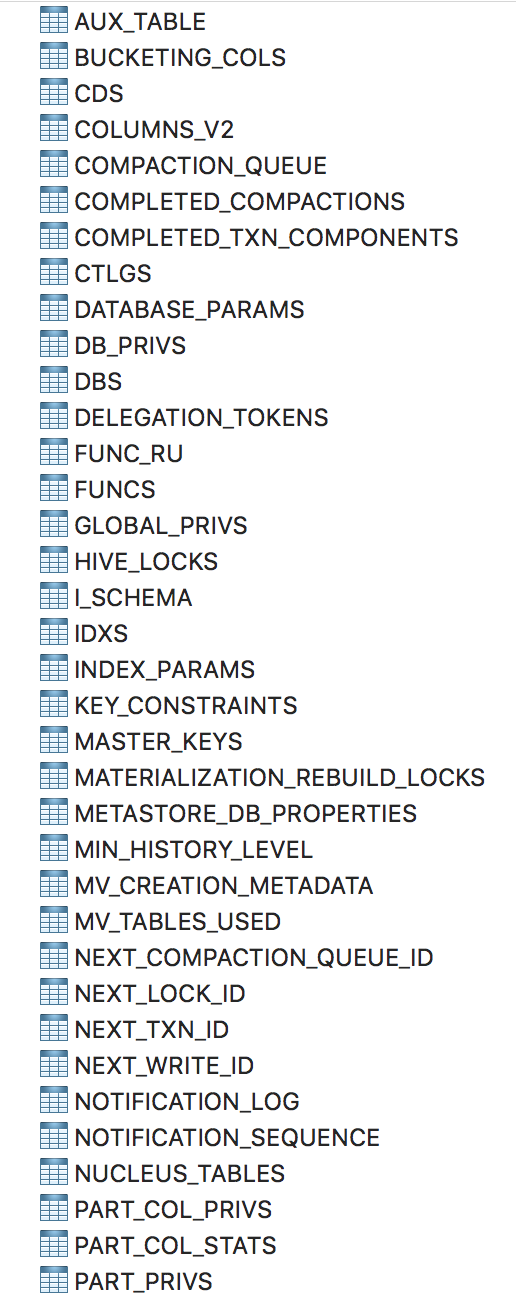 AUX_TABLE
BUCKETING_COLS
CDS
COLUMNS_V2
COMPACTION_QUEUE
COMPLETED_COMPACTIONS
COMPLETED_TXN_COMPONENTS
CTLGS
DATABASE_PARAMS
DB_PRIVS
DBS
DELEGATION_TOKENS
FUNC_RU
FUNCS
GLOBAL_PRIVS
HIVE_LOCKS
I_SCHEMA
IDXS
INDEX_PARAMS
KEY_CONSTRAINTS
MASTER_KEYS
MATERIALIZATION_REBUILD_LOCKS
METASTORE_DB_PROPERTIES
MIN_HISTORY_LEVEL
MV_CREATION_METADATA
MV_TABLES_USED
NEXT_COMPACTION_QUEUE_ID
NEXT_LOCK_ID
NEXT_TXN_ID
NEXT_WRITE_ID
NOTIFICATION_LOG
NOTIFICATION_SEQUENCE
NUCLEUS_TABLES
PART_COL_PRIVS
PART_COL_STATS
PART_PRIVS